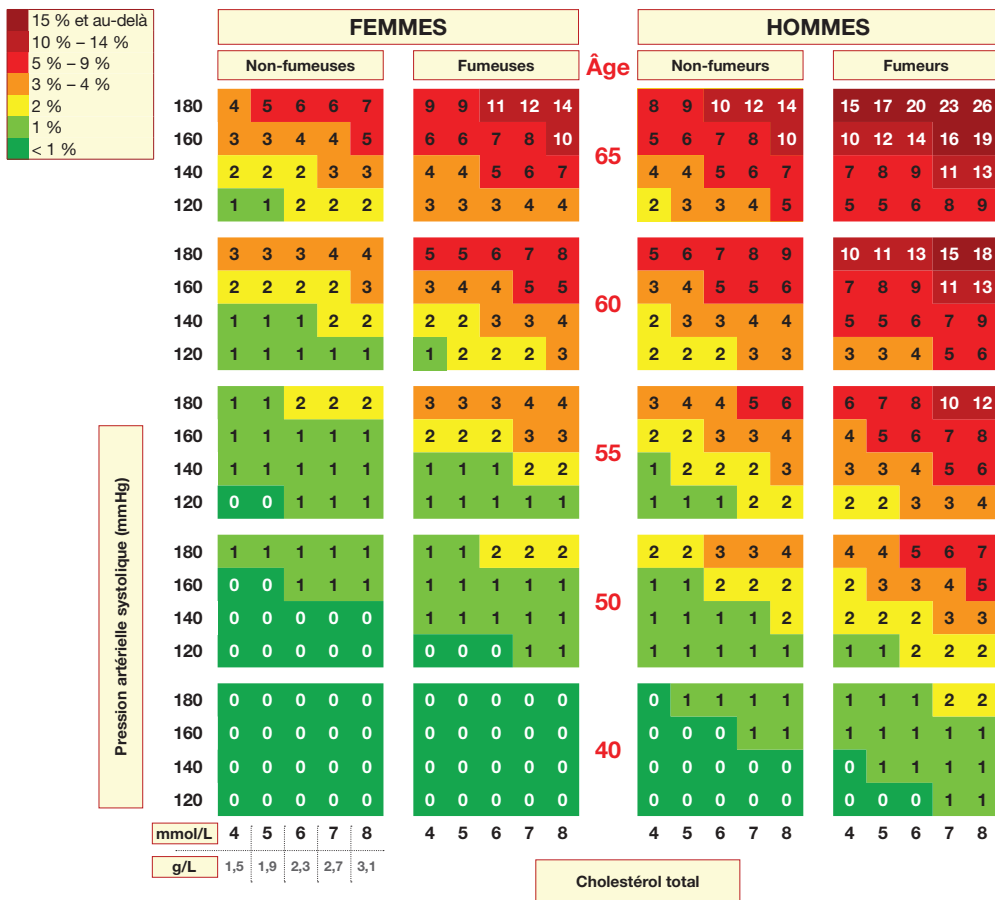 15 % et au-delà
10 % – 14 %
5 % – 9 %
3 % – 4 %
2 %
1 %
< 1 %
FEMMES HOMMES
Non-fumeuses Fumeuses Âge Non-fumeurs Fumeurs
180 4 5 6 6 7 9 9 11 12 14 8 9 10 12 14 15 17 20 23 26
160 3 3 4 4 5 6 6 7 8 10 5 6 7 8 10 10 12 14 16 19
65
140 2 2 2 3 3 4 4 5 6 7 4 4 5 6 7 7 8 9 11 13
120 1 1 2 2 2 3 3 3 4 4 2 3 3 4 5 5 5 6 8 9
180 3 3 3 4 4 5 5 6 7 8 5 6 7 8 9 10 11 13 15 18
160 2 2 2 2 3 3 4 4 5 5 3 4 5 5 6 7 8 9 11 13
60
140 1 1 1 2 2 2 2 3 3 4 2 3 3 4 4 5 5 6 7 9
120 1 1 1 1 1 1 2 2 2 3 2 2 2 3 3 3 3 4 5 6
180 1 1 2 2 2 3 3 3 4 4 3 4 4 5 6 6 7 8 10 12
160 1 1 1 1 1 2 2 2 3 3 2 2 3 3 4 4 5 6 7 8
55
140 1 1 1 1 1 1 1 1 2 2 1 2 2 2 3 3 3 4 5 6
120 0 0 1 1 1 1 1 1 1 1 1 1 1 2 2 2 2 3 3 4
180 1 1 1 1 1 1 1 2 2 2 2 2 3 3 4 4 4 5 6 7
160 0 0 1 1 1 1 1 1 1 1 1 1 2 2 2 2 3 3 4 5
50
140 0 0 0 0 0 1 1 1 1 1 1 1 1 1 2 2 2 2 3 3
120 0 0 0 0 0 0 0 0 1 1 1 1 1 1 1 1 1 2 2 2
180 0 0 0 0 0 0 0 0 0 0 0 1 1 1 1 1 1 1 2 2
160 0 0 0 0 0 0 0 0 0 0 0 0 0 1 1 1 1 1 1 1
40
140 0 0 0 0 0 0 0 0 0 0 0 0 0 0 0 0 1 1 1 1
120 0 0 0 0 0 0 0 0 0 0 0 0 0 0 0 0 0 0 1 1
Pression artérielle systolique (mmHg)
mmol/L 4 5 6 7 8 4 5 6 7 8 4 5 6 7 8 4 5 6 7 8
g/L 1,5 1,9 2,3 2,7 3,1
Cholestérol total